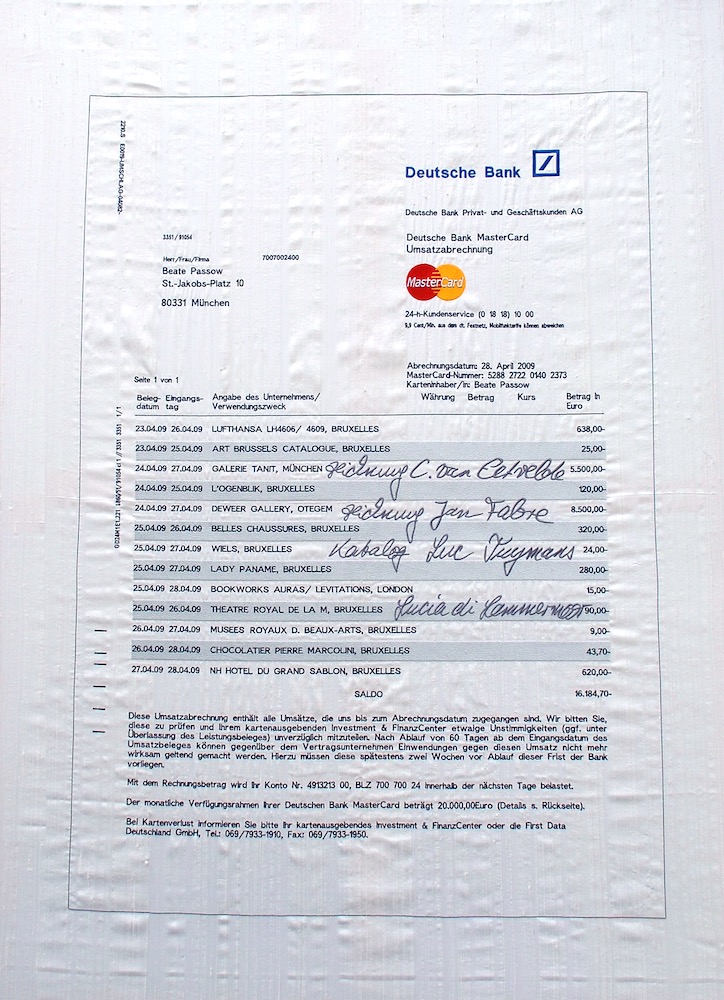 2210.S
Deutsche Bank
Deutsche Bank Privat- und Geschäftskunden AG
3351 / 91054
Herr/Frau/Firma 7007002400
Beate Passow
St.-Jakobs-Platz 10
80331 München
Deutsche Bank MasterCard
Umsatzabrechnung
MasterCard
24-h-Kundenservice (0 18 18) 10 00
9,9 Cent/Min. aus dem dt. Festnetz, Mobilfunktarife können abweichen
Abrechnungsdatum: 28. April 2009
MasterCard-Nummer: 5288 2722 0140 2373
Karteninhaber/in: Beate Passow
Seite 1 von 1
Beleg- Eingangs- Angabe des Unternehmens/ Währung Betrag Kurs Betrag in
datum tag Verwendungszweck Euro
23.04.09 26.04.09 LUFTHANSA LH4606/ 4609, BRUXELLES 638,00-
23.04.09 25.04.09 ART BRUSSELS CATALOGUE, BRUXELLES 25,00-
24.04.09 27.04.09 GALERIE TANIT, MÜNCHEN Zeichnung C. van Eetvelde 5.500,00-
24.04.09 25.04.09 L'OGENBLIK, BRUXELLES 120,00-
24.04.09 27.04.09 DEWEER GALLERY, OTEGEM Zeichnung Jan Fabre 8.500,00-
25.04.09 26.04.09 BELLES CHAUSSURES, BRUXELLES 320,00-
25.04.09 27.04.09 WIELS, BRUXELLES Katalog Luc Tuymans 24,00-
25.04.09 27.04.09 LADY PANAME, BRUXELLES 280,00-
25.04.09 28.04.09 BOOKWORKS AURAS/ LEVITATIONS, LONDON 15,00-
25.04.09 26.04.09 THEATRE ROYAL DE LA M, BRUXELLES Lucia di Lammermoor 90,00-
26.04.09 27.04.09 MUSEES ROYAUX D. BEAUX-ARTS, BRUXELLES 9,00-
26.04.09 28.04.09 CHOCOLATIER PIERRE MARCOLINI, BRUXELLES 43,70-
27.04.09 28.04.09 NH HOTEL DU GRAND SABLON, BRUXELLES 620,00-
SALDO 16.184,70-
Diese Umsatzabrechnung enthält alle Umsätze, die uns bis zum Abrechnungsdatum zugegangen sind. Wir bitten Sie,
diese zu prüfen und Ihrem kartenausgebenden Investment & FinanzCenter etwaige Unstimmigkeiten (ggf. unter
Überlassung des Leistungsbeleges) unverzüglich mitzuteilen. Nach Ablauf von 60 Tagen ab dem Eingangsdatum des
Umsatzbeleges können gegenüber dem Vertragsunternehmen Einwendungen gegen diesen Umsatz nicht mehr
wirksam geltend gemacht werden. Hierzu müssen diese spätestens zwei Wochen vor Ablauf dieser Frist der Bank
vorliegen.
Mit dem Rechnungsbetrag wird Ihr Konto Nr. 4913213 00, BLZ 700 700 24 innerhalb der nächsten Tage belastet.
Der monatliche Verfügungsrahmen Ihrer Deutschen Bank MasterCard beträgt 20.000,00Euro (Details s. Rückseite).
Bei Kartenverlust informieren Sie bitte Ihr kartenausgebendes Investment & FinanzCenter oder die First Data
Deutschland GmbH, Tel.: 069/7933-1910, Fax: 069/7933-1950.